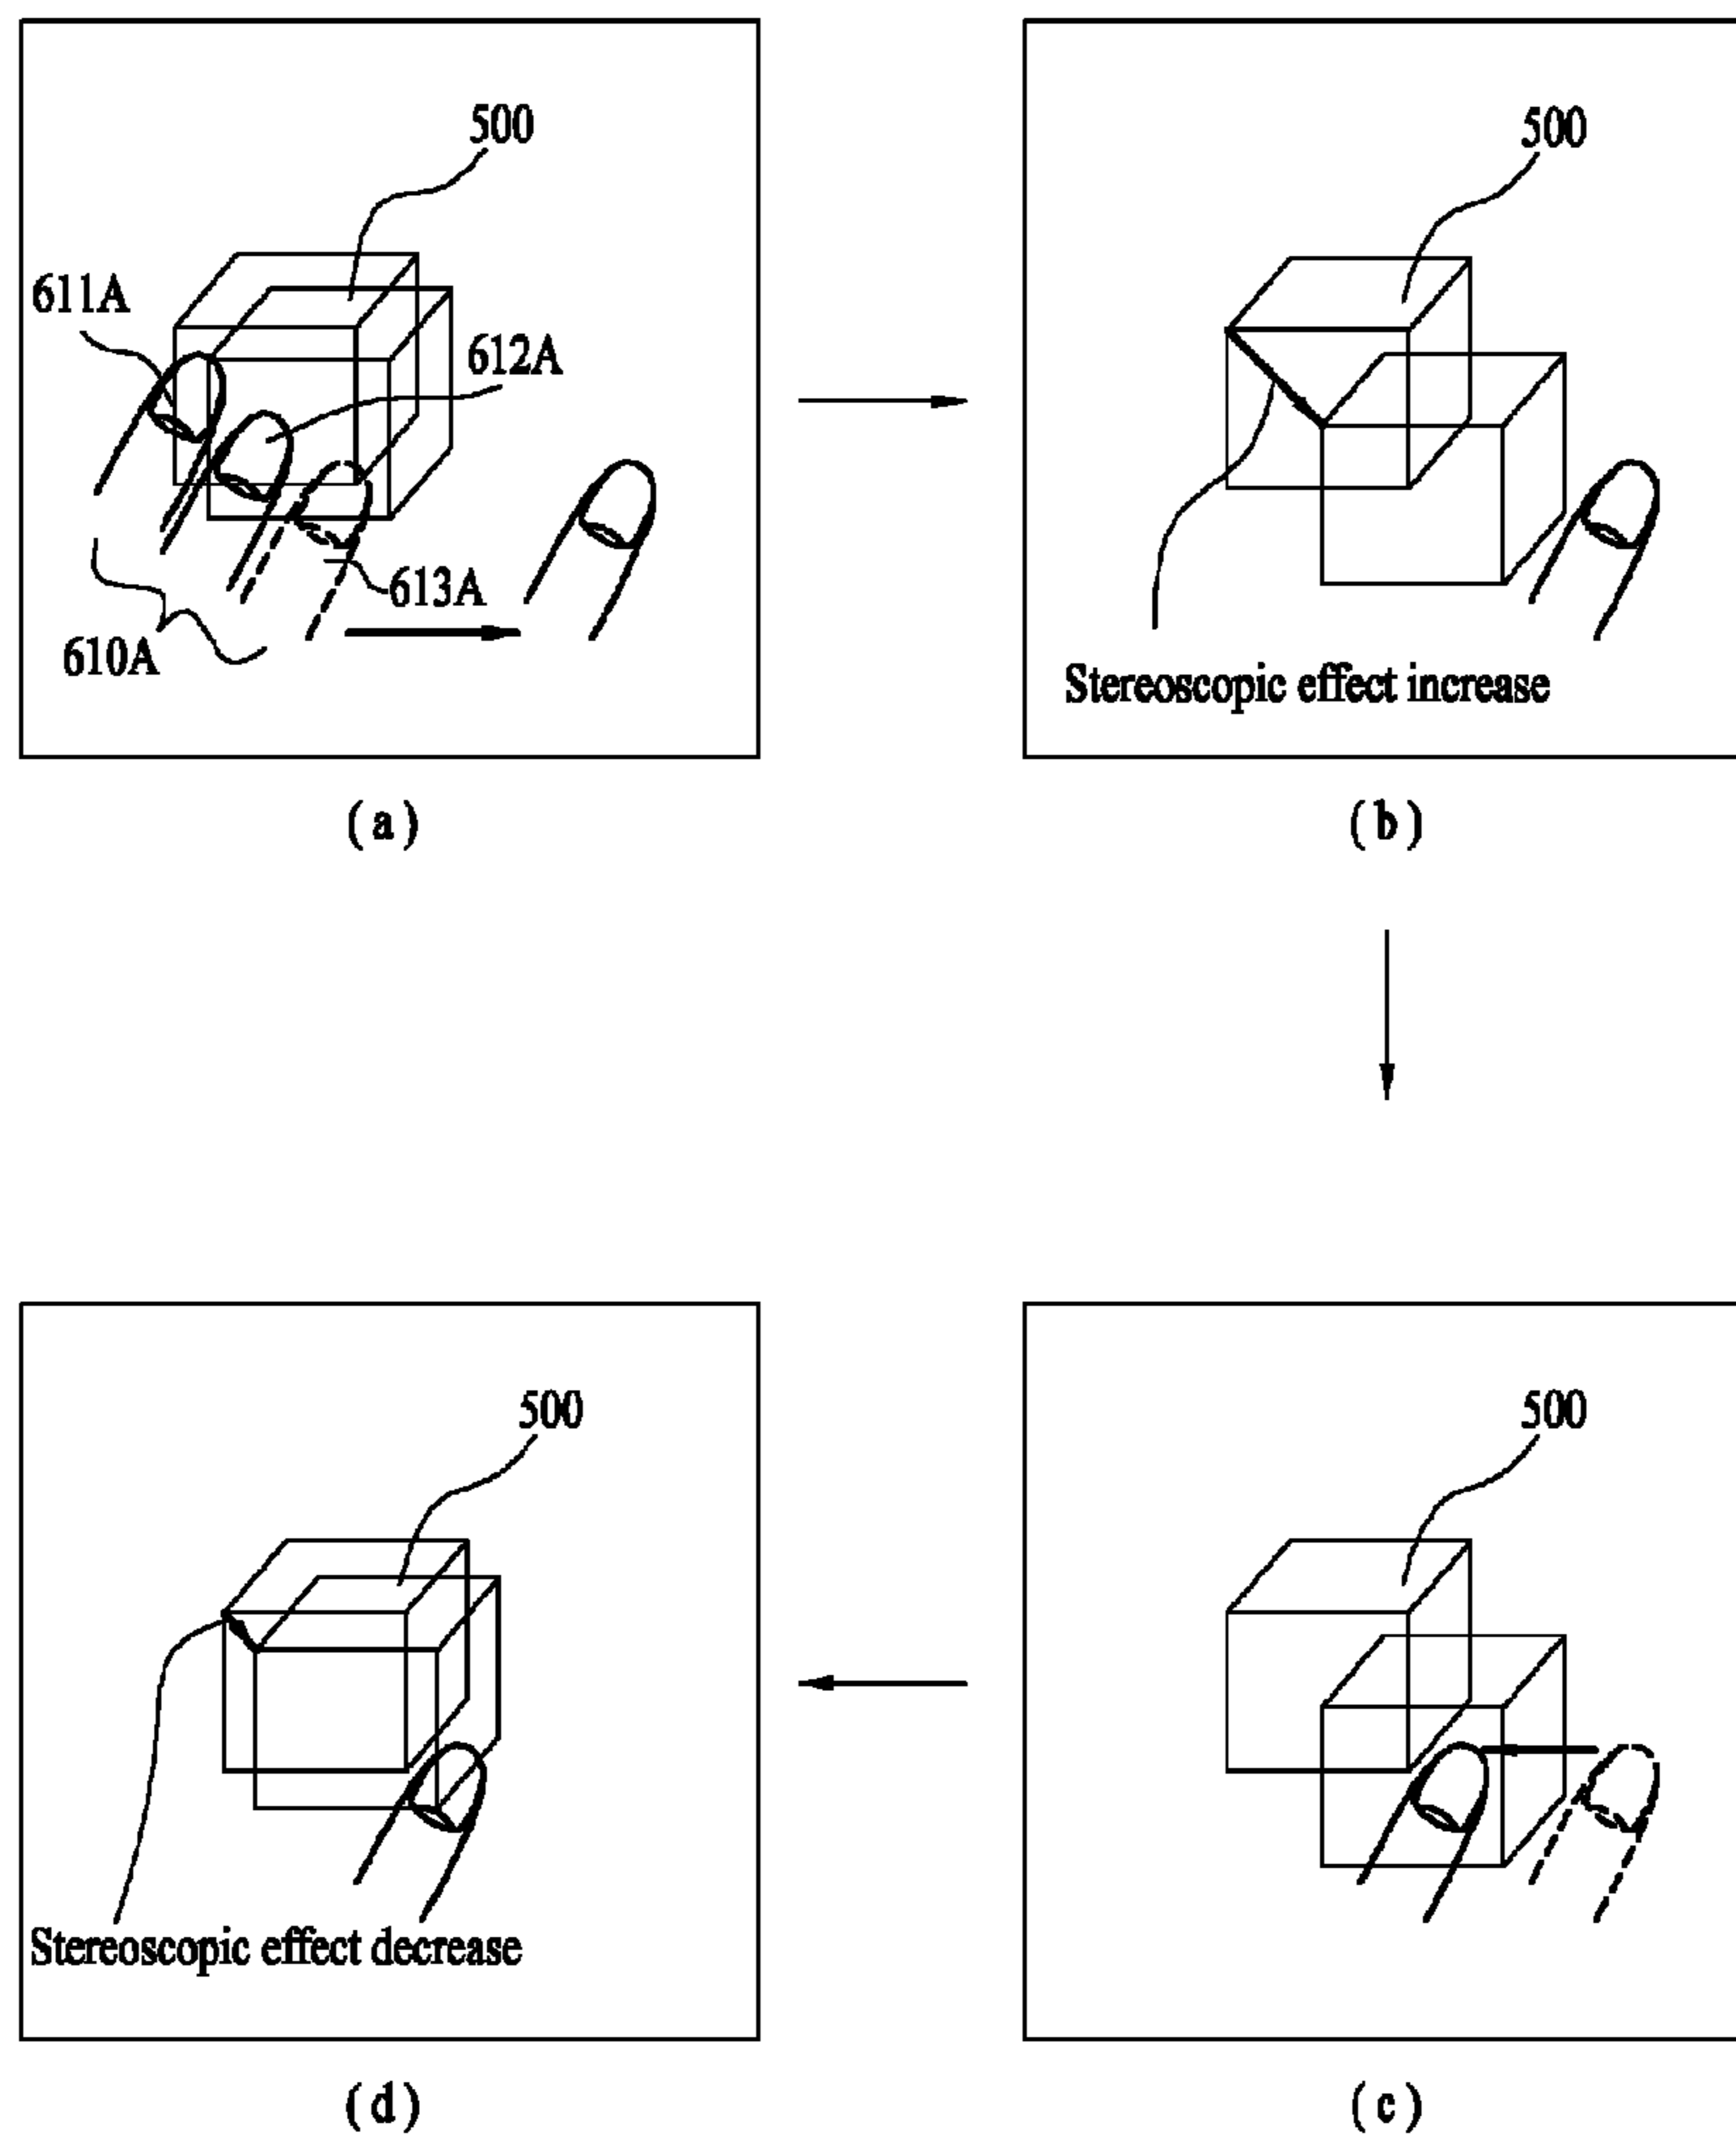 500
611A
612A
613A
610A
(a)
500
Stereoscopic effect increase
(b)
500
Stereoscopic effect decrease
(d)
500
(c)